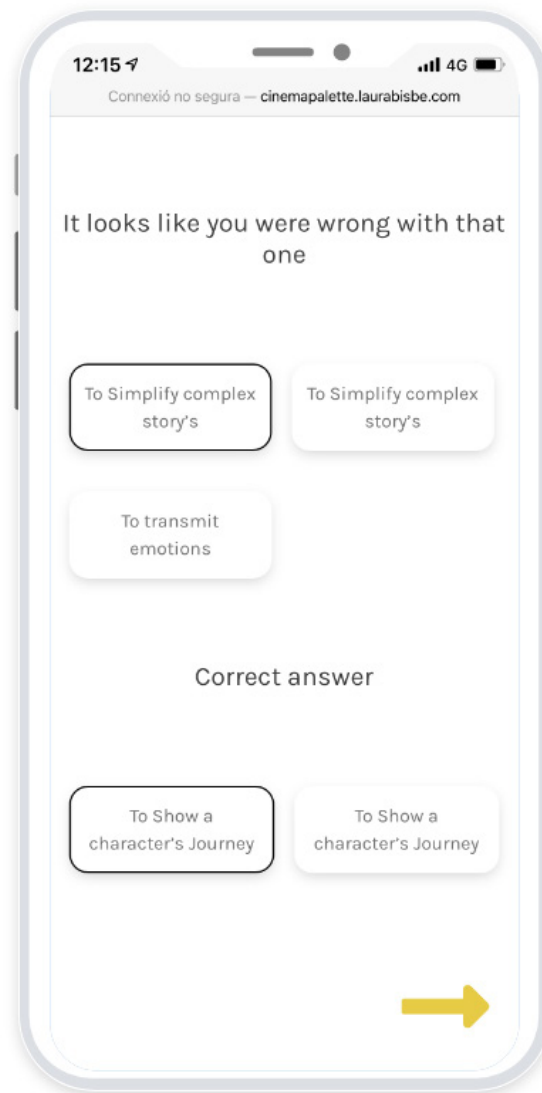 12:15
4G
Connexió no segura — cinemapalette.laurabisbe.com
It looks like you were wrong with that
one
To Simplify complex
story's
To Simplify complex
story's
To transmit
emotions
Correct answer
To Show a
character's Journey
To Show a
character's Journey